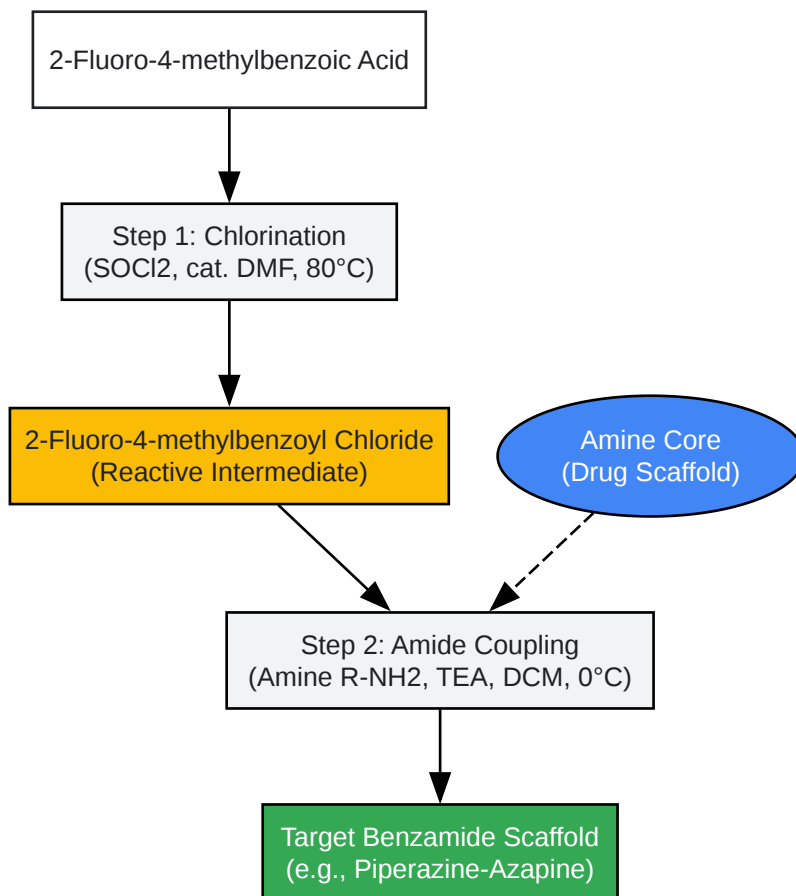 2-Fluoro-4-methylbenzoic Acid
Step 1: Chlorination
(SOCl2, cat. DMF, 80°C)
2-Fluoro-4-methylbenzoyl Chloride
(Reactive Intermediate)
Amine Core
(Drug Scaffold)
Step 2: Amide Coupling
(Amine R-NH2, TEA, DCM, 0°C)
Target Benzamide Scaffold
(e.g., Piperazine-Azapine)